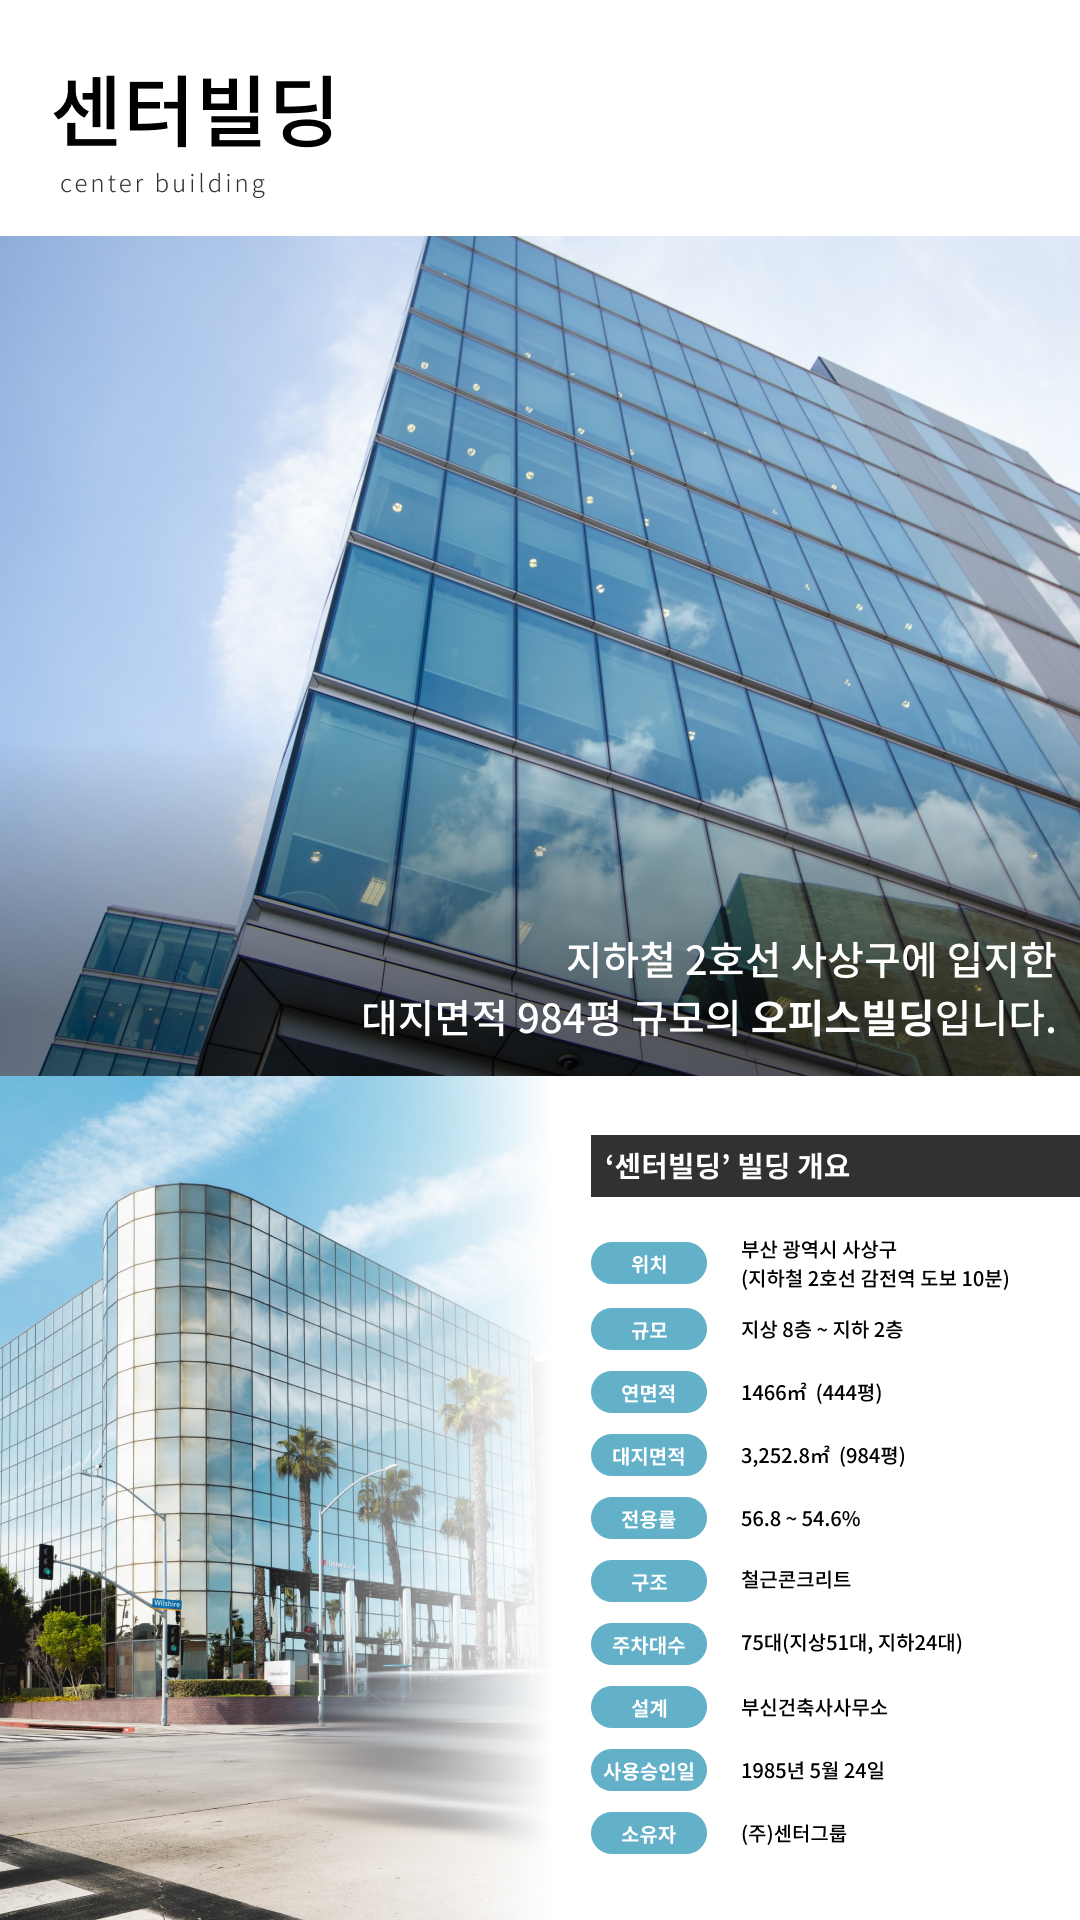 센터빌딩
center building
지하철 2호선 사상구에 입지한
대지면적 984평 규모의 오피스빌딩입니다.
‘센터빌딩’ 빌딩 개요
위치
부산 광역시 사상구
(지하철 2호선 감전역 도보 10분)
규모
지상 8층 ~ 지하 2층
연면적
1466㎡ (444평)
대지면적
3,252.8㎡ (984평)
전용률
56.8 ~ 54.6%
구조
철근콘크리트
주차대수
75대(지상51대, 지하24대)
설계
부신건축사사무소
사용승인일
1985년 5월 24일
소유자
(주)센터그룹
Wilshire